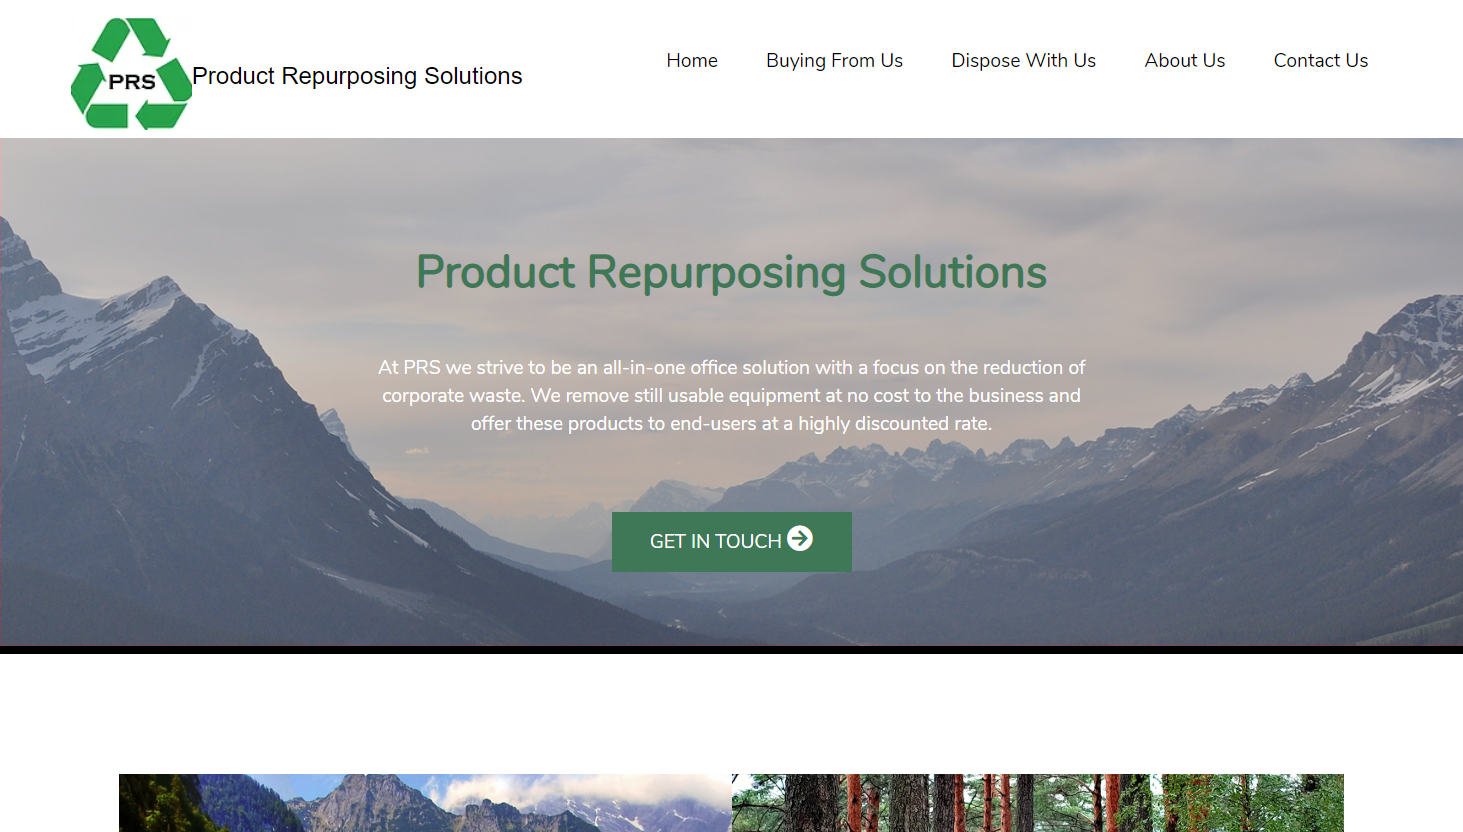 PRS
Product Repurposing Solutions
Home
Buying From Us
Dispose With Us
About Us
Contact Us
Product Repurposing Solutions
At PRS we strive to be an all-in-one office solution with a focus on the reduction of
corporate waste. We remove still usable equipment at no cost to the business and
offer these products to end-users at a highly discounted rate.
GET IN TOUCH